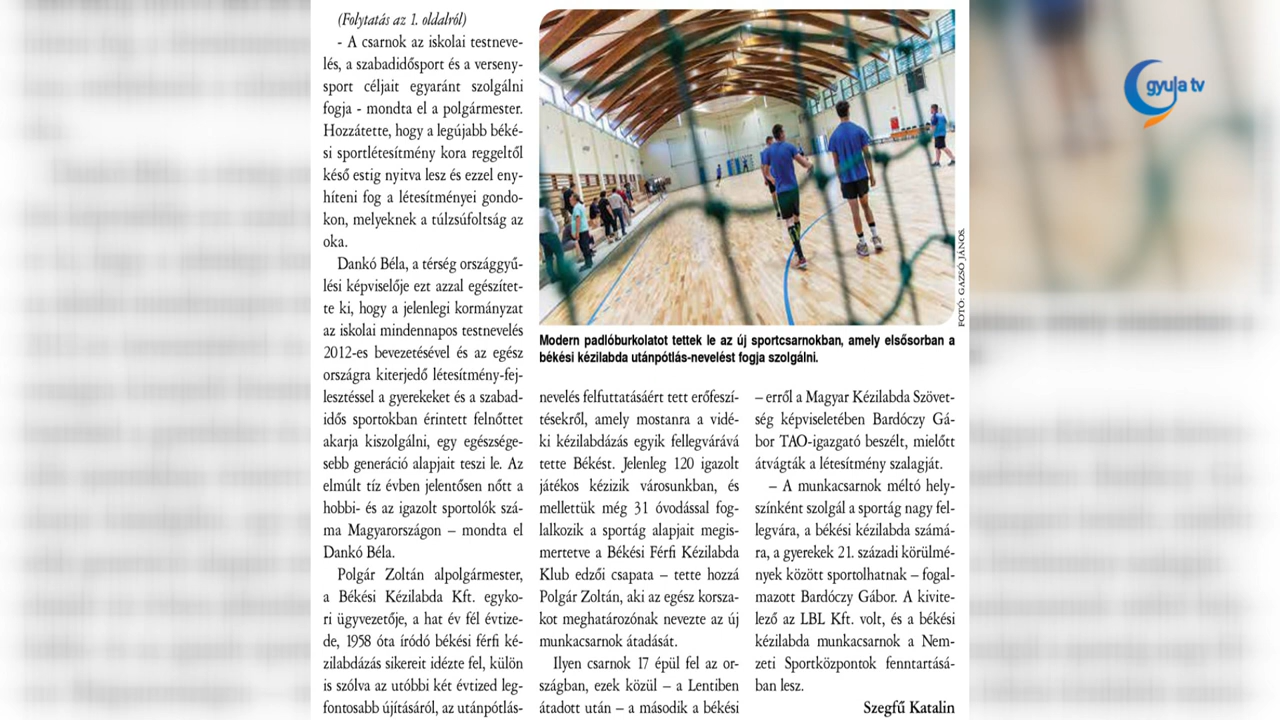 (Folytatás az 1. oldalról)
- A csarnok az iskolai testneve-
lés, a szabadidősport és a verseny-
sport céljait egyaránt szolgálni
fogja - mondta el a polgármester.
Hozzátette, hogy a legújabb béké-
si sportlétesítmény kora reggeltől
késő estig nyitva lesz és ezzel eny-
híteni fog a létesítményei gondo-
kon, melyeknek a túlzsúfoltság az
oka.
Dankó Béla, a térség országgyű-
lési képviselője ezt azzal egészítet-
te ki, hogy a jelenlegi kormányzat
az iskolai mindennapos testnevelés
2012-es bevezetésével és az egész
országra kiterjedő létesítmény-fej-
lesztéssel a gyerekeket és a szabad-
idős sportokban érintett felnőttet
akarja kiszolgálni, egy egészsége-
sebb generáció alapjait teszi le. Az
elmúlt tíz évben jelentősen nőtt a
hobbi- és az igazolt sportolók szá-
ma Magyarországon – mondta el
Dankó Béla.
Polgár Zoltán alpolgármester,
a Békési Kézilabda Kft. egyko-
ri ügyvezetője, a hat év fél évtize-
de, 1958 óta íródó békési férfi ké-
zilabdázás sikereit idézte fel, külön
is szólva az utóbbi két évtized leg-
fontosabb újításáról, az utánpótlás-
FOTÓ: GAZSÓ JÁNOS
Modern padlóburkolatot tettek le az új sportcsarnokban, amely elsősorban a
békési kézilabda utánpótlás-nevelést fogja szolgálni.
nevelés felfuttatásáért tett erőfeszí-
tésekről, amely mostanra a vidé-
ki kézilabdázás egyik fellegvárává
tette Békést. Jelenleg 120 igazolt
játékos kézizik városunkban, és
mellettük még 31 óvodással fog-
lalkozik a sportág alapjait megis-
mertetve a Békési Férfi Kézilabda
Klub edzői csapata – tette hozzá
Polgár Zoltán, aki az egész korsza-
kot meghatározónak nevezte az új
munkacsarnok átadását.
Ilyen csarnok 17 épül fel az or-
szágban, ezek közül – a Lentiben
átadott után – a második a békési
– erről a Magyar Kézilabda Szövet-
ség képviseletében Bardóczy Gá-
bor TAO-igazgató beszélt, mielőtt
átvágták a létesítmény szalagját.
– A munkacsarnok méltó hely-
színként szolgál a sportág nagy fel-
legvára, a békési kézilabda számá-
ra, a gyerekek 21. századi körülmé-
nyek között sportolhatnak – fogal-
mazott Bardóczy Gábor. A kivite-
lező az LBL Kft. volt, és a békési
kézilabda munkacsarnok a Nem-
zeti Sportközpontok fenntartásá-
ban lesz.
Szegfű Katalin
gyula tv